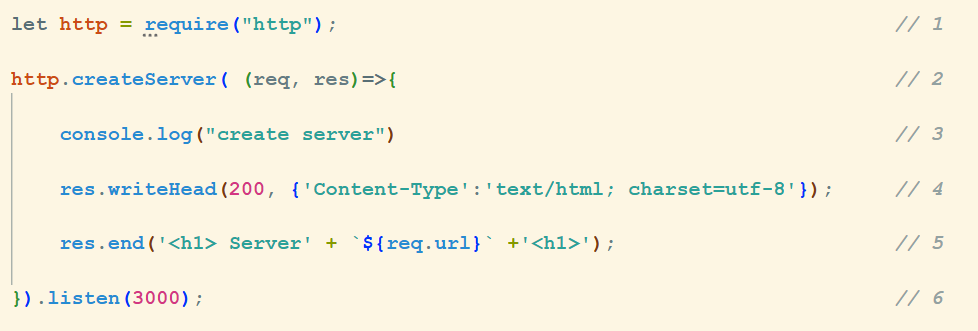 let http = require("http"); // 1
http.createServer( (req, res)=>{ // 2
console.log("create server") // 3
res.writeHead(200, {'Content-Type':'text/html; charset=utf-8'}); // 4
res.end('<h1> Server' + `${req.url}` +'<h1>'); // 5
}).listen(3000); // 6